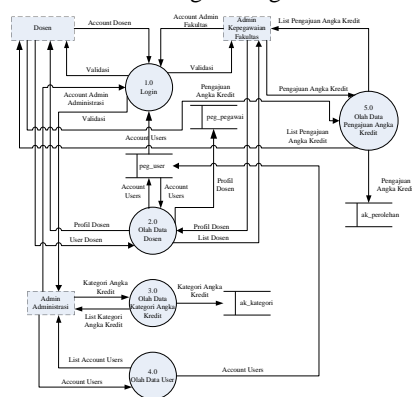 Dosen
Account Dosen
Account Admin
Fakultas
Admin
Kepegawaian
Fakultas
List Pengajuan
Angka Kredit
Validasi
Validasi
1.0
Login
Account Admin
Administrasi
Validasi
Pengajuan
Angka Kredit
Pengajuan
Angka Kredit
peg_pegawai
5.0
Olah Data
Pengajuan Angka
Kredit
List Pengajuan
Angka Kredit
Account Users
peg_user
Account
Users
Account
Users
Profil
Dosen
Pengajuan
Angka Kredit
ak_perolehan
Profil Dosen
User Dosen
2.0
Olah Data
Dosen
Profil Dosen
List Dosen
Admin
Administrasi
Kategori Angka
Kredit
List Kategori
Angka Kredit
3.0
Olah Data
Kategori Angka
Kredit
Kategori Angka
Kredit
ak_kategori
List Account Users
Account Users
4.0
Olah Data User
Account Users